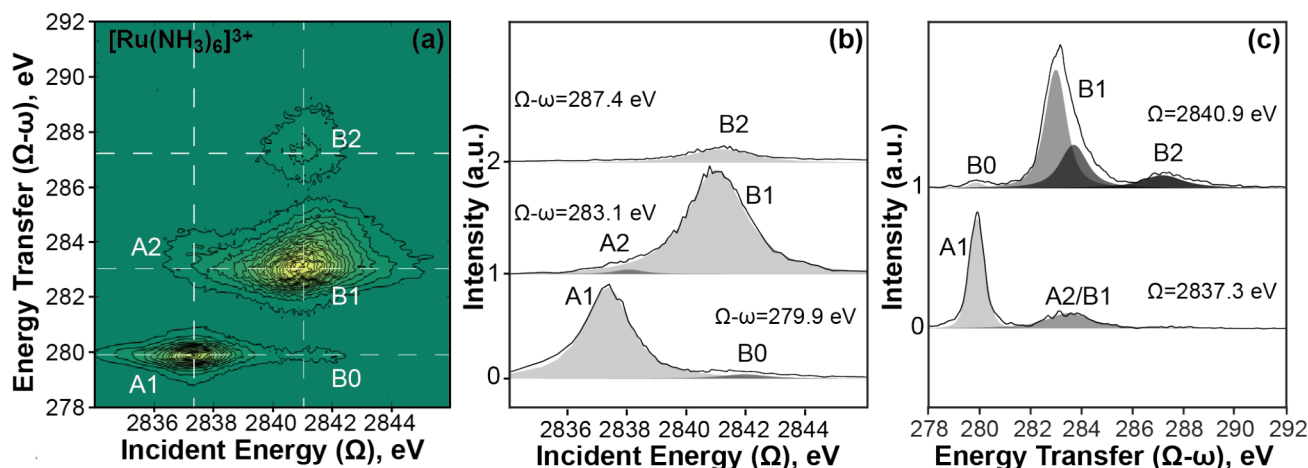 [Ru(NH₃)₆]³⁺
(a)
A2
B2
B1
A1
B0
292
290
288
286
284
282
280
278
2836 2838 2840 2842 2844
Energy Transfer (Ω-ω), eV
Incident Energy (Ω), eV
(b)
Ω-ω=287.4 eV
B2
2
Ω-ω=283.1 eV
B1
A2
1
A1
Ω-ω=279.9 eV
B0
0
2836 2838 2840 2842 2844
Intensity (a.u.)
Incident Energy (Ω), eV
(c)
B1
Ω=2840.9 eV
B0
B2
1
A1
A2/B1
Ω=2837.3 eV
0
278 280 282 284 286 288 290 292
Intensity (a.u.)
Energy Transfer (Ω-ω), eV